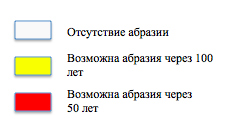 Отсутствие абразии
Возможна абразия через 100
лет
Возможна абразия через
50 лет